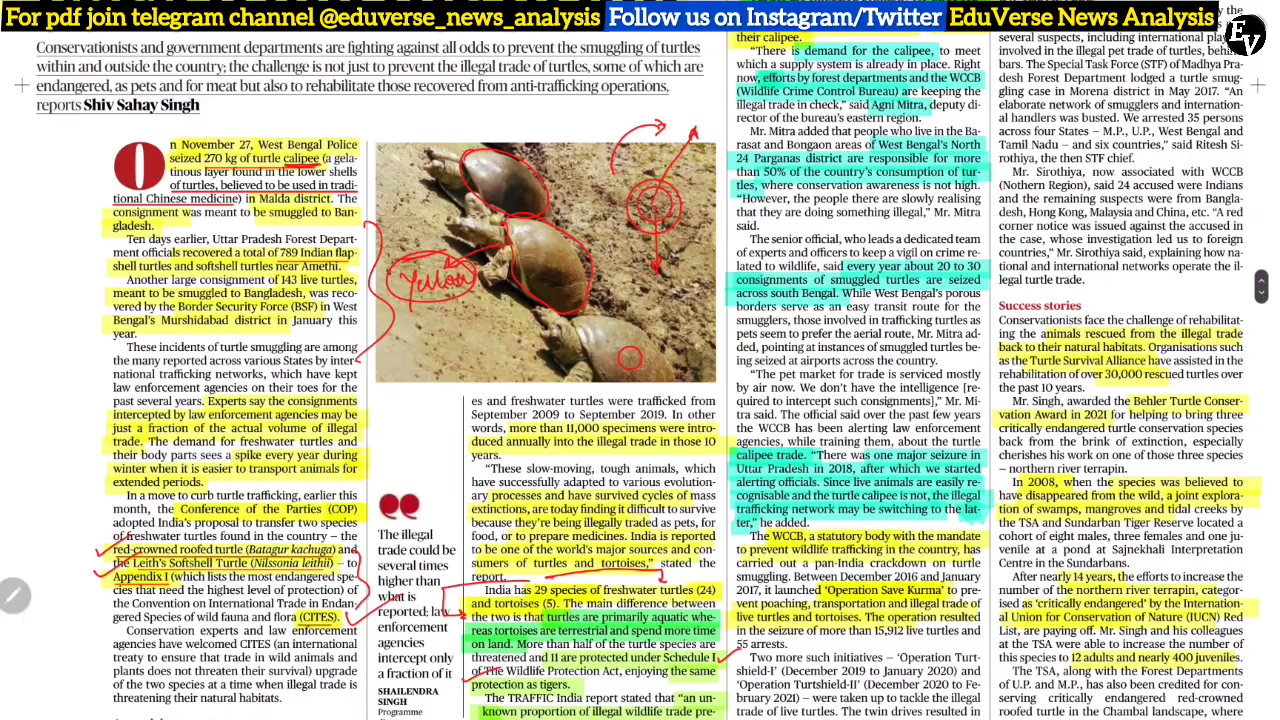 For pdf join telegram channel @eduverse_news_analysis Follow us on Instagram/Twitter EduVerse News Analysis
EV
Conservationists and government departments are fighting against all odds to prevent the smuggling of turtles
within and outside the country; the challenge is not just to prevent the illegal trade of turtles, some of which are
endangered, as pets and for meat but also to rehabilitate those recovered from anti-trafficking operations,
reports Shiv Sahay Singh
On November 27, West Bengal Police
seized 270 kg of turtle calipee (a gela-
tinous layer found in the lower shells
of turtles, believed to be used in tradi-
tional Chinese medicine) in Malda district. The
consignment was meant to be smuggled to Ban-
gladesh.
Ten days earlier, Uttar Pradesh Forest Depart-
ment officials recovered a total of 789 Indian flap-
shell turtles and softshell turtles near Amethi.
Another large consignment of 143 live turtles,
meant to be smuggled to Bangladesh, was reco-
vered by the Border Security Force (BSF) in West
Bengal's Murshidabad district in January this
year.
These incidents of turtle smuggling are among
the many reported across various States by inter-
national trafficking networks, which have kept
law enforcement agencies on their toes for the
past several years. Experts say the consignments
intercepted by law enforcement agencies may be
just a fraction of the actual volume of illegal
trade. The demand for freshwater turtles and
their body parts sees a spike every year during
winter when it is easier to transport animals for
extended periods.
In a move to curb turtle trafficking, earlier this
month, the Conference of the Parties (COP)
adopted India's proposal to transfer two species
of freshwater turtles found in the country – the
red-crowned roofed turtle (Batagur kachuga) and
the Leith's Softshell Turtle (Nilssonia leithii) – to
Appendix I (which lists the most endangered spe-
cies that need the highest level of protection) of
the Convention on International Trade in Endan-
gered Species of wild fauna and flora (CITES).
Conservation experts and law enforcement
agencies have welcomed CITES (an international
treaty to ensure that trade in wild animals and
plants does not threaten their survival) upgrade
of the two species at a time when illegal trade is
threatening their natural habitats.
Yellow
The illegal
trade could be
several times
higher than
what is
reported; law
enforcement
agencies
intercept only
a fraction of it
SHAILENDRA
SINGH
Programme
es and freshwater turtles were trafficked from
September 2009 to September 2019. In other
words, more than 11,000 specimens were intro-
duced annually into the illegal trade in those 10
years.
“These slow-moving, tough animals, which
have successfully adapted to various evolution-
ary processes and have survived cycles of mass
extinctions, are today finding it difficult to survive
because they're being illegally traded as pets, for
food, or to prepare medicines. India is reported
to be one of the world's major sources and con-
sumers of turtles and tortoises,” stated the
report.
India has 29 species of freshwater turtles (24)
and tortoises (5). The main difference between
the two is that turtles are primarily aquatic whe-
reas tortoises are terrestrial and spend more time
on land. More than half of the turtle species are
threatened and 11 are protected under Schedule I
of The Wildlife Protection Act, enjoying the same
protection as tigers.
The TRAFFIC India report stated that “an un-
known proportion of illegal wildlife trade pre-
their calipee.
“There is demand for the calipee, to meet
which a supply system is already in place. Right
now, efforts by forest departments and the WCCB
(Wildlife Crime Control Bureau) are keeping the
illegal trade in check,” said Agni Mitra, deputy di-
rector of the bureau's eastern region.
Mr. Mitra added that people who live in the Ba-
rasat and Bongaon areas of West Bengal's North
24 Parganas district are responsible for more
than 50% of the country's consumption of tur-
tles, where conservation awareness is not high.
“However, the people there are slowly realising
that they are doing something illegal,” Mr. Mitra
said.
The senior official, who leads a dedicated team
of experts and officers to keep a vigil on crime re-
lated to wildlife, said every year about 20 to 30
consignments of smuggled turtles are seized
across south Bengal. While West Bengal's porous
borders serve as an easy transit route for the
smugglers, those involved in trafficking turtles as
pets seem to prefer the aerial route, Mr. Mitra ad-
ded, pointing at instances of smuggled turtles be-
ing seized at airports across the country.
“The pet market for trade is serviced mostly
by air now. We don't have the intelligence [re-
quired to intercept such consignments],” Mr. Mi-
tra said. The official said over the past few years
the WCCB has been alerting law enforcement
agencies, while training them, about the turtle
calipee trade. “There was one major seizure in
Uttar Pradesh in 2018, after which we started
alerting officials. Since live animals are easily re-
cognisable and the turtle calipee is not, the illegal
trafficking network may be switching to the lat-
ter,” he added.
The WCCB, a statutory body with the mandate
to prevent wildlife trafficking in the country, has
carried out a pan-India crackdown on turtle
smuggling. Between December 2016 and January
2017, it launched ‘Operation Save Kurma’ to pre-
vent poaching, transportation and illegal trade of
live turtles and tortoises. The operation resulted
in the seizure of more than 15,912 live turtles and
55 arrests.
Two more such initiatives – ‘Operation Turt-
shield-I’ (December 2019 to January 2020) and
‘Operation Turtshield-II’ (December 2020 to Fe-
bruary 2021) – were taken up to tackle the illegal
trade of live turtles. The twin drives resulted in
several suspects, including international play
involved in the illegal pet trade of turtles, behi
bars. The Special Task Force (STF) of Madhya Pra-
desh Forest Department lodged a turtle smug-
gling case in Morena district in May 2017. “An
elaborate network of smugglers and internation-
al handlers was busted. We arrested 35 persons
across four States – M.P., U.P., West Bengal and
Tamil Nadu – and six countries,” said Ritesh Si-
rothiya, the then STF chief.
Mr. Sirothiya, now associated with WCCB
(Nothern Region), said 24 accused were Indians
and the remaining suspects were from Bangla-
desh, Hong Kong, Malaysia and China, etc. “A red
corner notice was issued against the accused in
the case, whose investigation led us to foreign
countries,” Mr. Sirothiya said, explaining how na-
tional and international networks operate the il-
legal turtle trade.
Success stories
Conservationists face the challenge of rehabilitat-
ing the animals rescued from the illegal trade
back to their natural habitats. Organisations such
as the Turtle Survival Alliance have assisted in the
rehabilitation of over 30,000 rescued turtles over
the past 10 years.
Mr. Singh, awarded the Behler Turtle Conser-
vation Award in 2021 for helping to bring three
critically endangered turtle conservation species
back from the brink of extinction, especially
cherishes his work on one of those three species
– northern river terrapin.
In 2008, when the species was believed to
have disappeared from the wild, a joint explora-
tion of swamps, mangroves and tidal creeks by
the TSA and Sundarban Tiger Reserve located a
cohort of eight males, three females and one
juvenile at a pond at Sajnekhali Interpretation
Centre in the Sundarbans.
After nearly 14 years, the efforts to increase the
number of the northern river terrapin, categor-
ised as ‘critically endangered’ by the Internation-
al Union for Conservation of Nature (IUCN) Red
List, are paying off. Mr. Singh and his colleagues
at the TSA were able to increase the number of
this species to 12 adults and nearly 400 juveniles.
The TSA, along with the Forest Departments
of U.P. and M.P., has also been credited for con-
serving critically endangered red-crowned
roofed turtle in the Chambal landscape, where